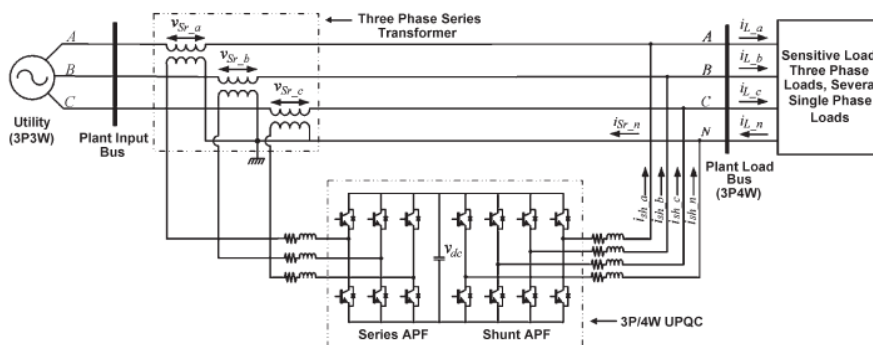 v_Sr_a
Three Phase Series
Transformer
v_Sr_b
v_Sr_c
A
B
C
Utility
(3P3W)
Plant Input
Bus
A
B
C
N
i_Sr_n
i_L_a
i_L_b
i_L_c
i_L_n
Sensitive Load
Three Phase
Loads, Severa
Single Phase
Loads
Plant Load
Bus
(3P4W)
i_sh_a
i_sh_b
i_sh_c
i_sh_n
v_dc
Series APF
Shunt APF
3P/4W UPQC